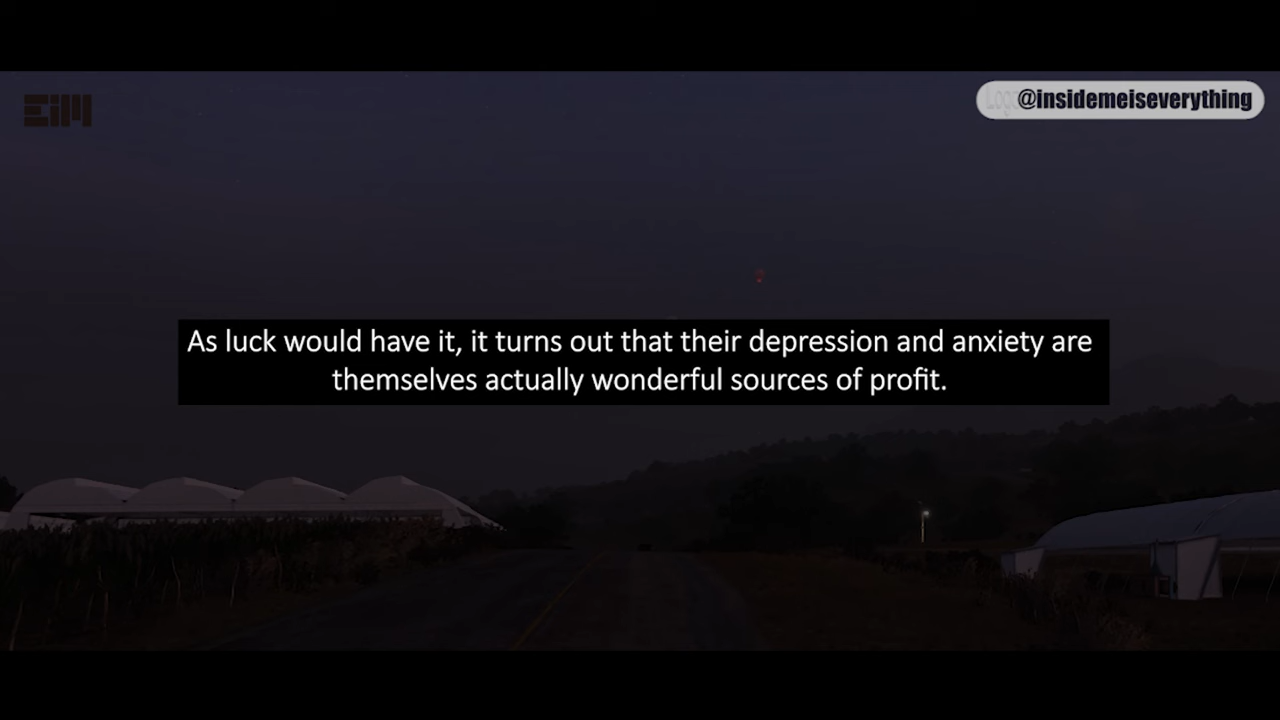 @insidemeiseverything
As luck would have it, it turns out that their depression and anxiety are
themselves actually wonderful sources of profit.